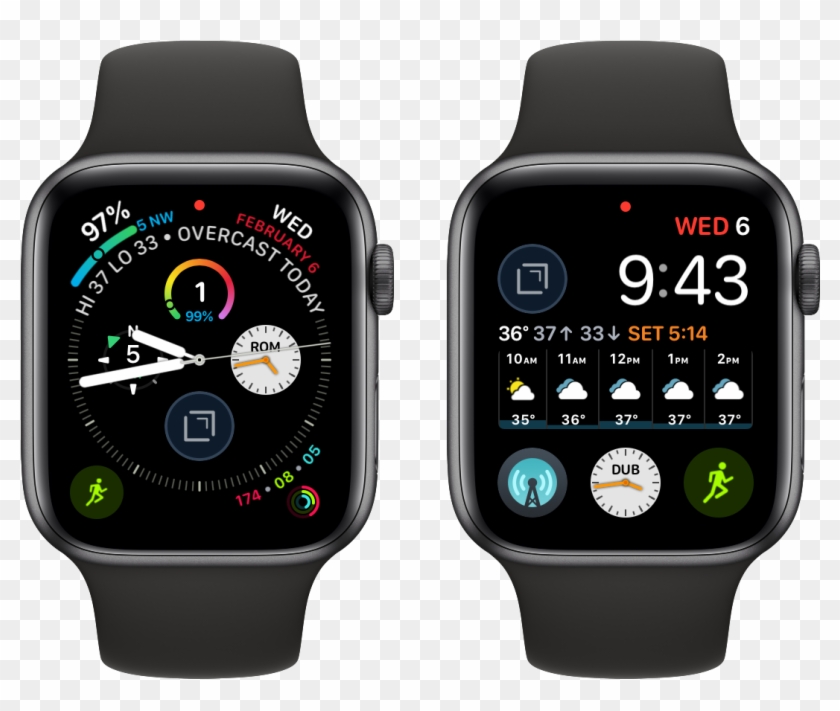 97%
5 NW
HI 37 LO 33 • OVERCAST TODAY
WED
FEBRUARY 6
1
99%
N
5
ROM
174 • 08 • 05
WED 6
9:43
36° 37↑ 33↓ SET 5:14
10AM 11AM 12PM 1PM 2PM
35° 36° 37° 37° 37°
DUB